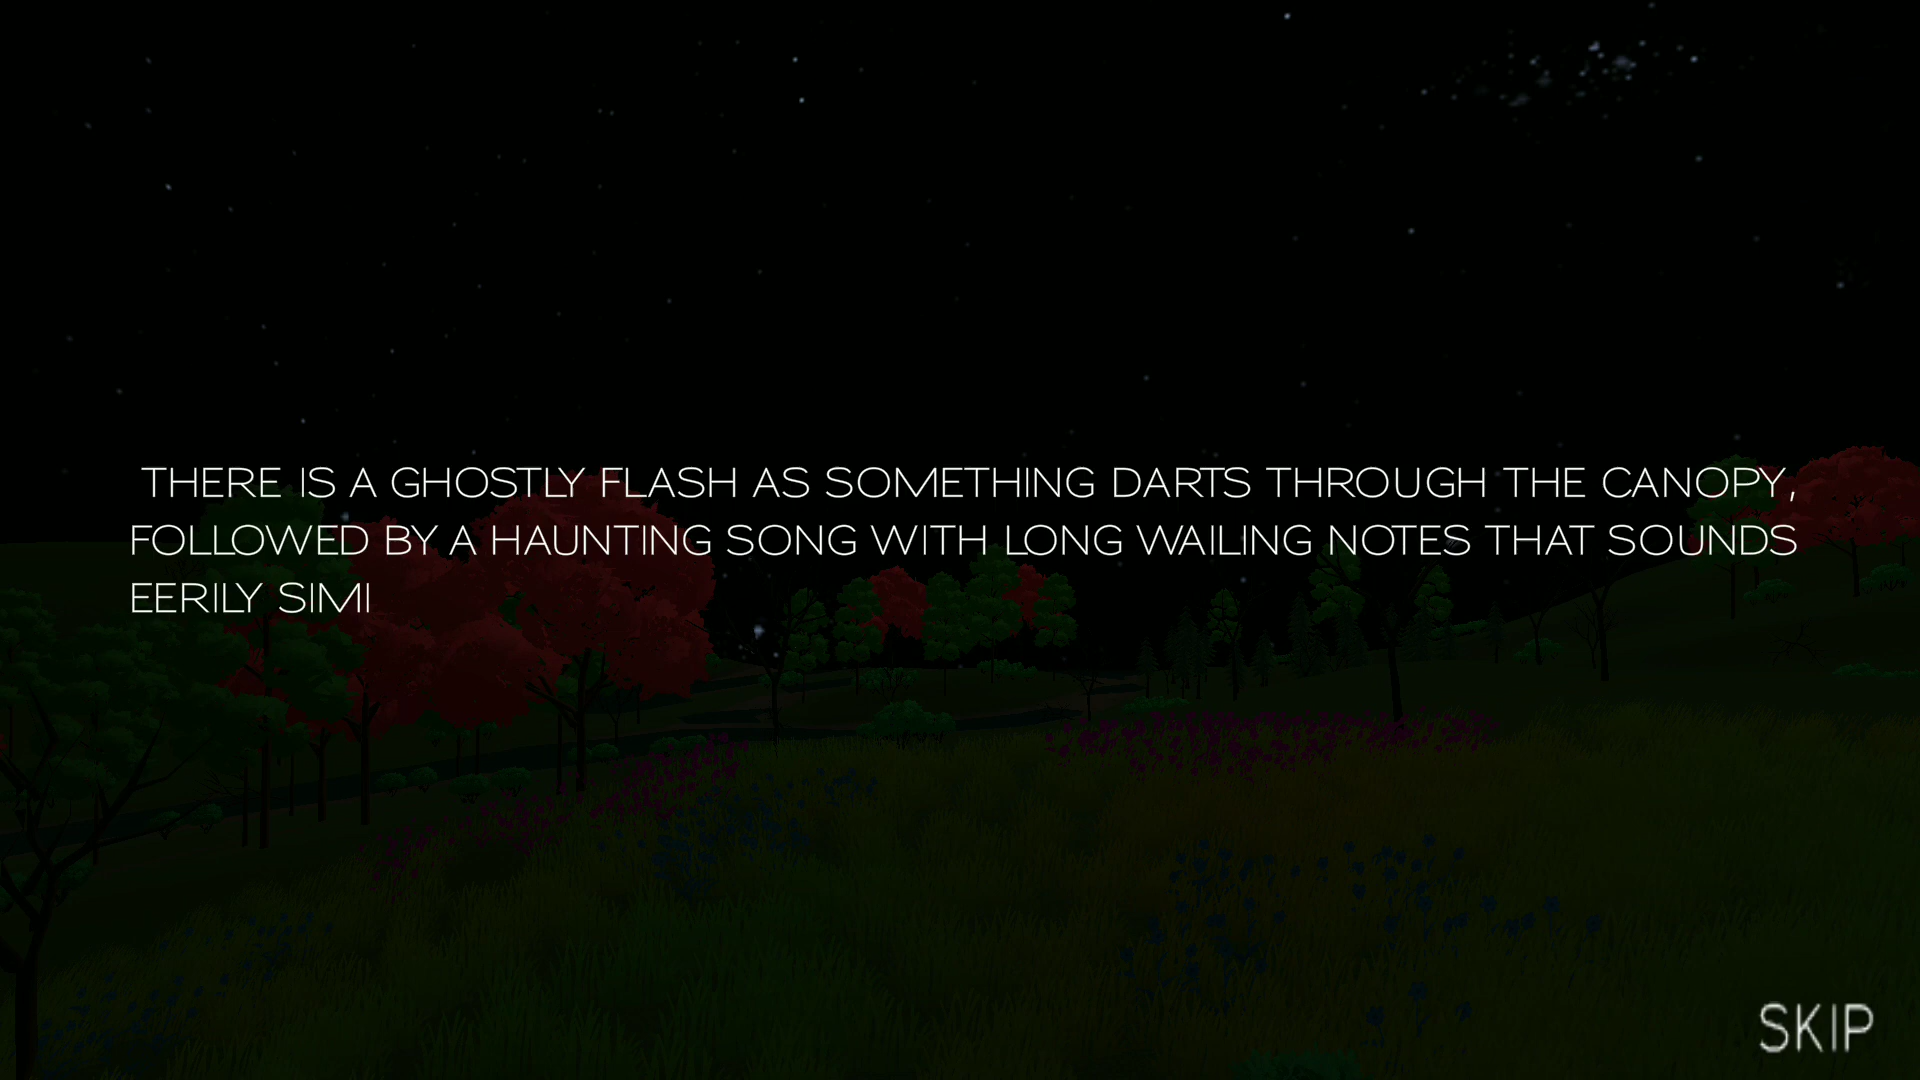 THERE IS A GHOSTLY FLASH AS SOMETHING DARTS THROUGH THE CANOPY,
FOLLOWED BY A HAUNTING SONG WITH LONG WAILING NOTES THAT SOUNDS
EERILY SIMI
SKIP